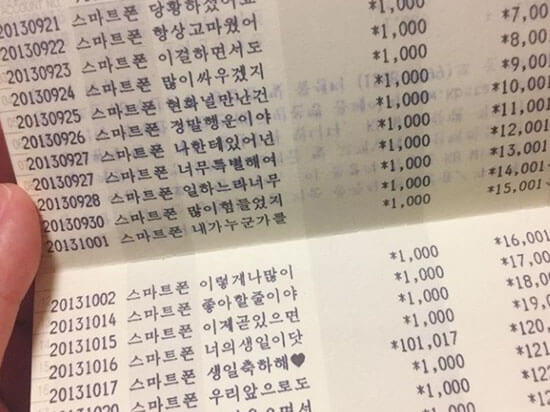 20130921 스마트폰 당황하셨어요 *1,000 *7,0
20130922 스마트폰 항상고마웠어 *1,000 *8,00
20130923 스마트폰 이걸하면서도 *1,000 *9,00
20130924 스마트폰 많이싸우겠지 *1,000 *10,00
20130925 스마트폰 현화널만난건 *1,000 *11,00
20130926 스마트폰 정말행운이야 *1,000 *12,001
20130927 스마트폰 나한테있어넌 *1,000 *13,001
20130927 스마트폰 너무특별해여 *1,000 *14,001
20130928 스마트폰 일하느라너무 *1,000 *15,001
20130930 스마트폰 많이힘들었지 *1,000
20131001 스마트폰 내가누군가를
20131002 스마트폰 이렇게나많이 *1,000 *16,001
20131014 스마트폰 좋아할줄이야 *1,000 *17,00
20131015 스마트폰 이제곧있으면 *1,000 *18,00
20131016 스마트폰 너의생일이닷 *1,000 *19,0
20131017 스마트폰 생일축하해♥ *101,017 *120,
스마트폰 우리앞으로도 *1,000 *121
*1,000 *12